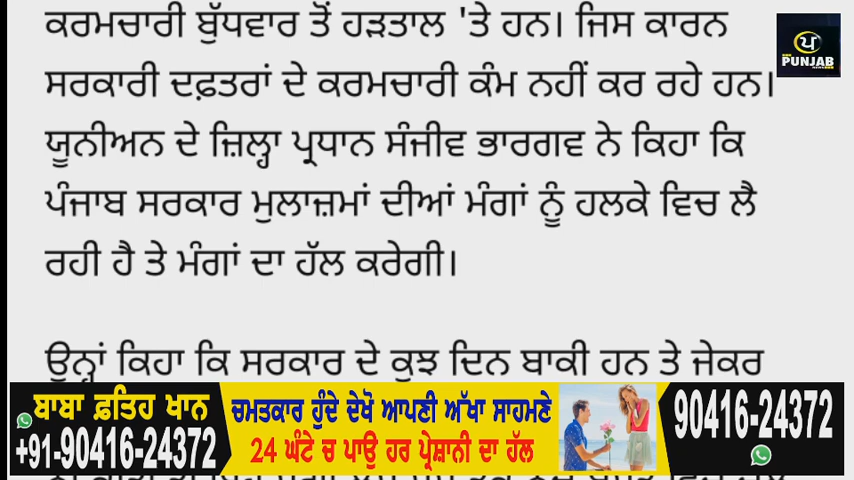 ਕਰਮਚਾਰੀ ਬੁੱਧਵਾਰ ਤੋਂ ਹੜਤਾਲ 'ਤੇ ਹਨ। ਜਿਸ ਕਾਰਨ
ਸਰਕਾਰੀ ਦਫ਼ਤਰਾਂ ਦੇ ਕਰਮਚਾਰੀ ਕੰਮ ਨਹੀਂ ਕਰ ਰਹੇ ਹਨ।
ਯੂਨੀਅਨ ਦੇ ਜ਼ਿਲ੍ਹਾ ਪ੍ਰਧਾਨ ਸੰਜੀਵ ਭਾਰਗਵ ਨੇ ਕਿਹਾ ਕਿ
ਪੰਜਾਬ ਸਰਕਾਰ ਮੁਲਾਜ਼ਮਾਂ ਦੀਆਂ ਮੰਗਾਂ ਨੂੰ ਹਲਕੇ ਵਿਚ ਲੈ
ਰਹੀ ਹੈ ਤੇ ਮੰਗਾਂ ਦਾ ਹੱਲ ਕਰੇਗੀ।
ਉਨ੍ਹਾਂ ਕਿਹਾ ਕਿ ਸਰਕਾਰ ਦੇ ਕੁਝ ਦਿਨ ਬਾਕੀ ਹਨ ਤੇ ਜੇਕਰ
ਪ
PUNJAB
ਬਾਬਾ ਫ਼ਤਿਹ ਖਾਨ
+91-90416-24372
ਚਮਤਕਾਰ ਹੁੰਦੇ ਦੇਖੋ ਆਪਣੀ ਅੱਖਾ ਸਾਹਮਣੇ
24 ਘੰਟੇ ਚ ਪਾਉ ਹਰ ਪ੍ਰੇਸ਼ਾਨੀ ਦਾ ਹੱਲ
90416-24372